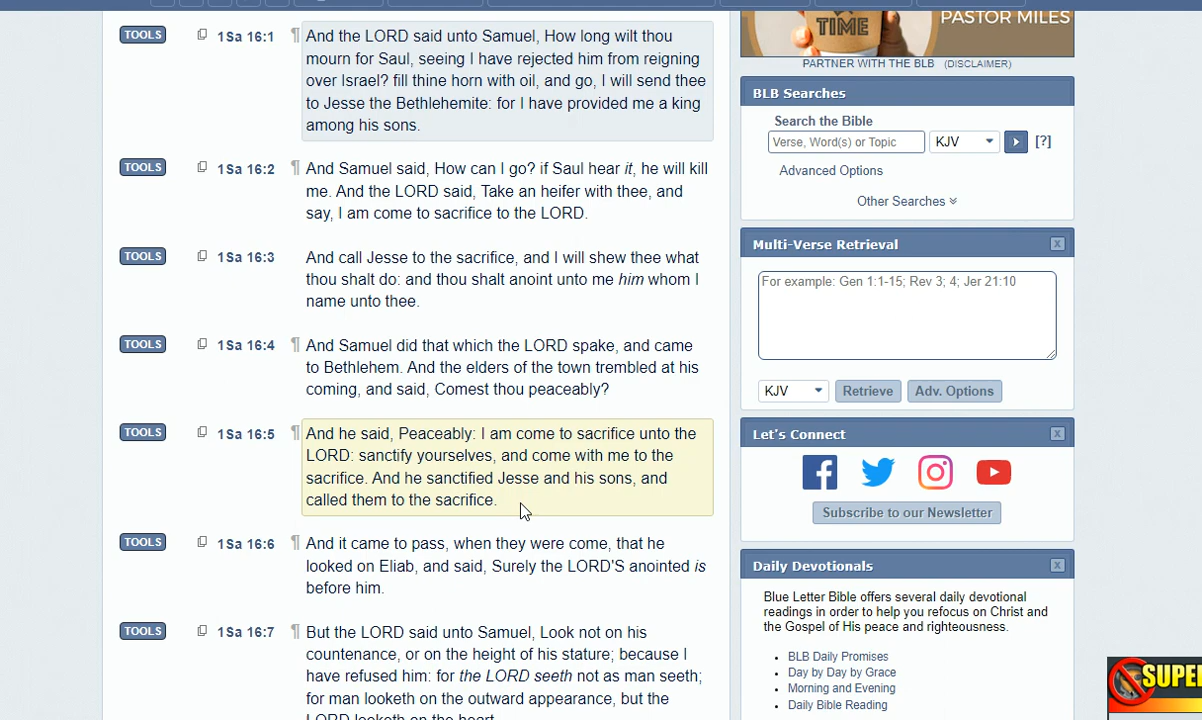 TOOLS 1Sa 16:1 ¶ And the LORD said unto Samuel, How long wilt thou
mourn for Saul, seeing I have rejected him from reigning
over Israel? fill thine horn with oil, and go, I will send thee
to Jesse the Bethlehemite: for I have provided me a king
among his sons.
TOOLS 1Sa 16:2 ¶ And Samuel said, How can I go? if Saul hear it, he will kill
me. And the LORD said, Take an heifer with thee, and
say, I am come to sacrifice to the LORD.
TOOLS 1Sa 16:3 And call Jesse to the sacrifice, and I will shew thee what
thou shalt do: and thou shalt anoint unto me him whom I
name unto thee.
TOOLS 1Sa 16:4 ¶ And Samuel did that which the LORD spake, and came
to Bethlehem. And the elders of the town trembled at his
coming, and said, Comest thou peaceably?
TOOLS 1Sa 16:5 ¶ And he said, Peaceably: I am come to sacrifice unto the
LORD: sanctify yourselves, and come with me to the
sacrifice. And he sanctified Jesse and his sons, and
called them to the sacrifice.
TOOLS 1Sa 16:6 ¶ And it came to pass, when they were come, that he
looked on Eliab, and said, Surely the LORD'S anointed is
before him.
TOOLS 1Sa 16:7 ¶ But the LORD said unto Samuel, Look not on his
countenance, or on the height of his stature; because I
have refused him: for the LORD seeth not as man seeth;
for man looketh on the outward appearance, but the
LORD looketh on the heart.
TIME
PASTOR MILES
PARTNER WITH THE BLB (DISCLAIMER)
BLB Searches
Search the Bible
Verse, Word(s) or Topic KJV [?]
Advanced Options
Other Searches
Multi-Verse Retrieval x
For example: Gen 1:1-15; Rev 3; 4; Jer 21:10
KJV Retrieve Adv. Options
Let's Connect x
Subscribe to our Newsletter
Daily Devotionals x
Blue Letter Bible offers several daily devotional
readings in order to help you refocus on Christ and
the Gospel of His peace and righteousness.
• BLB Daily Promises
• Day by Day by Grace
• Morning and Evening
• Daily Bible Reading
SUPE